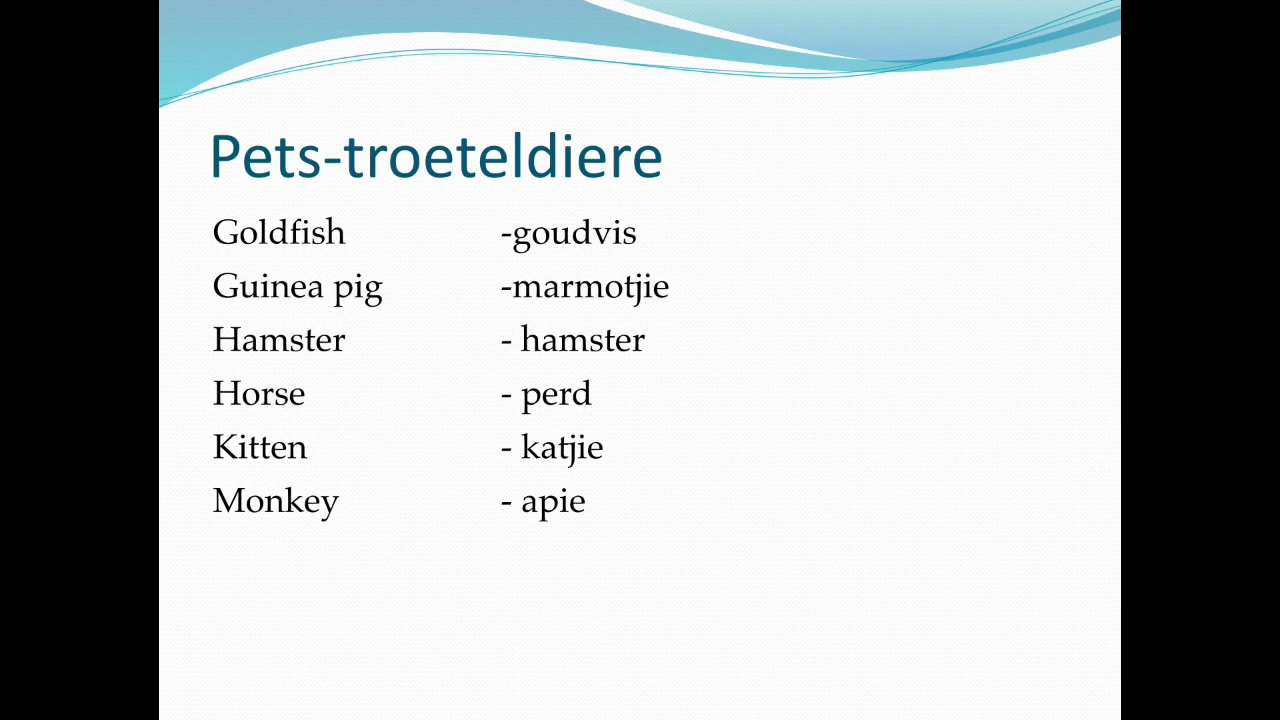 Pets-troeteldiere
Goldfish -goudvis
Guinea pig -marmotjie
Hamster - hamster
Horse - perd
Kitten - katjie
Monkey - apie